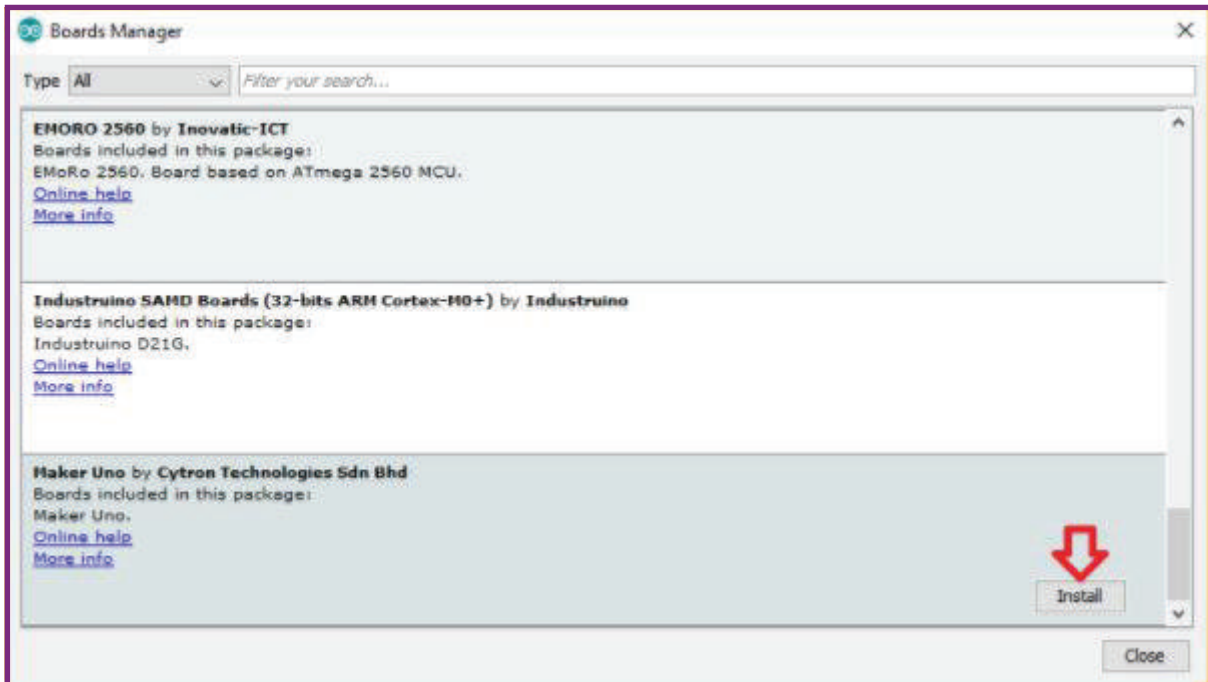 Boards Manager
Type All Filter your search...
EMORO 2560 by Inovatic-ICT
Boards included in this package:
EMoRo 2560. Board based on ATmega 2560 MCU.
Online help
More info
Industruino SAMD Boards (32-bits ARM Cortex-M0+) by Industruino
Boards included in this package:
Industruino D21G.
Online help
More info
Maker Uno by Cytron Technologies Sdn Bhd
Boards included in this package:
Maker Uno.
Online help
More info
Install
Close